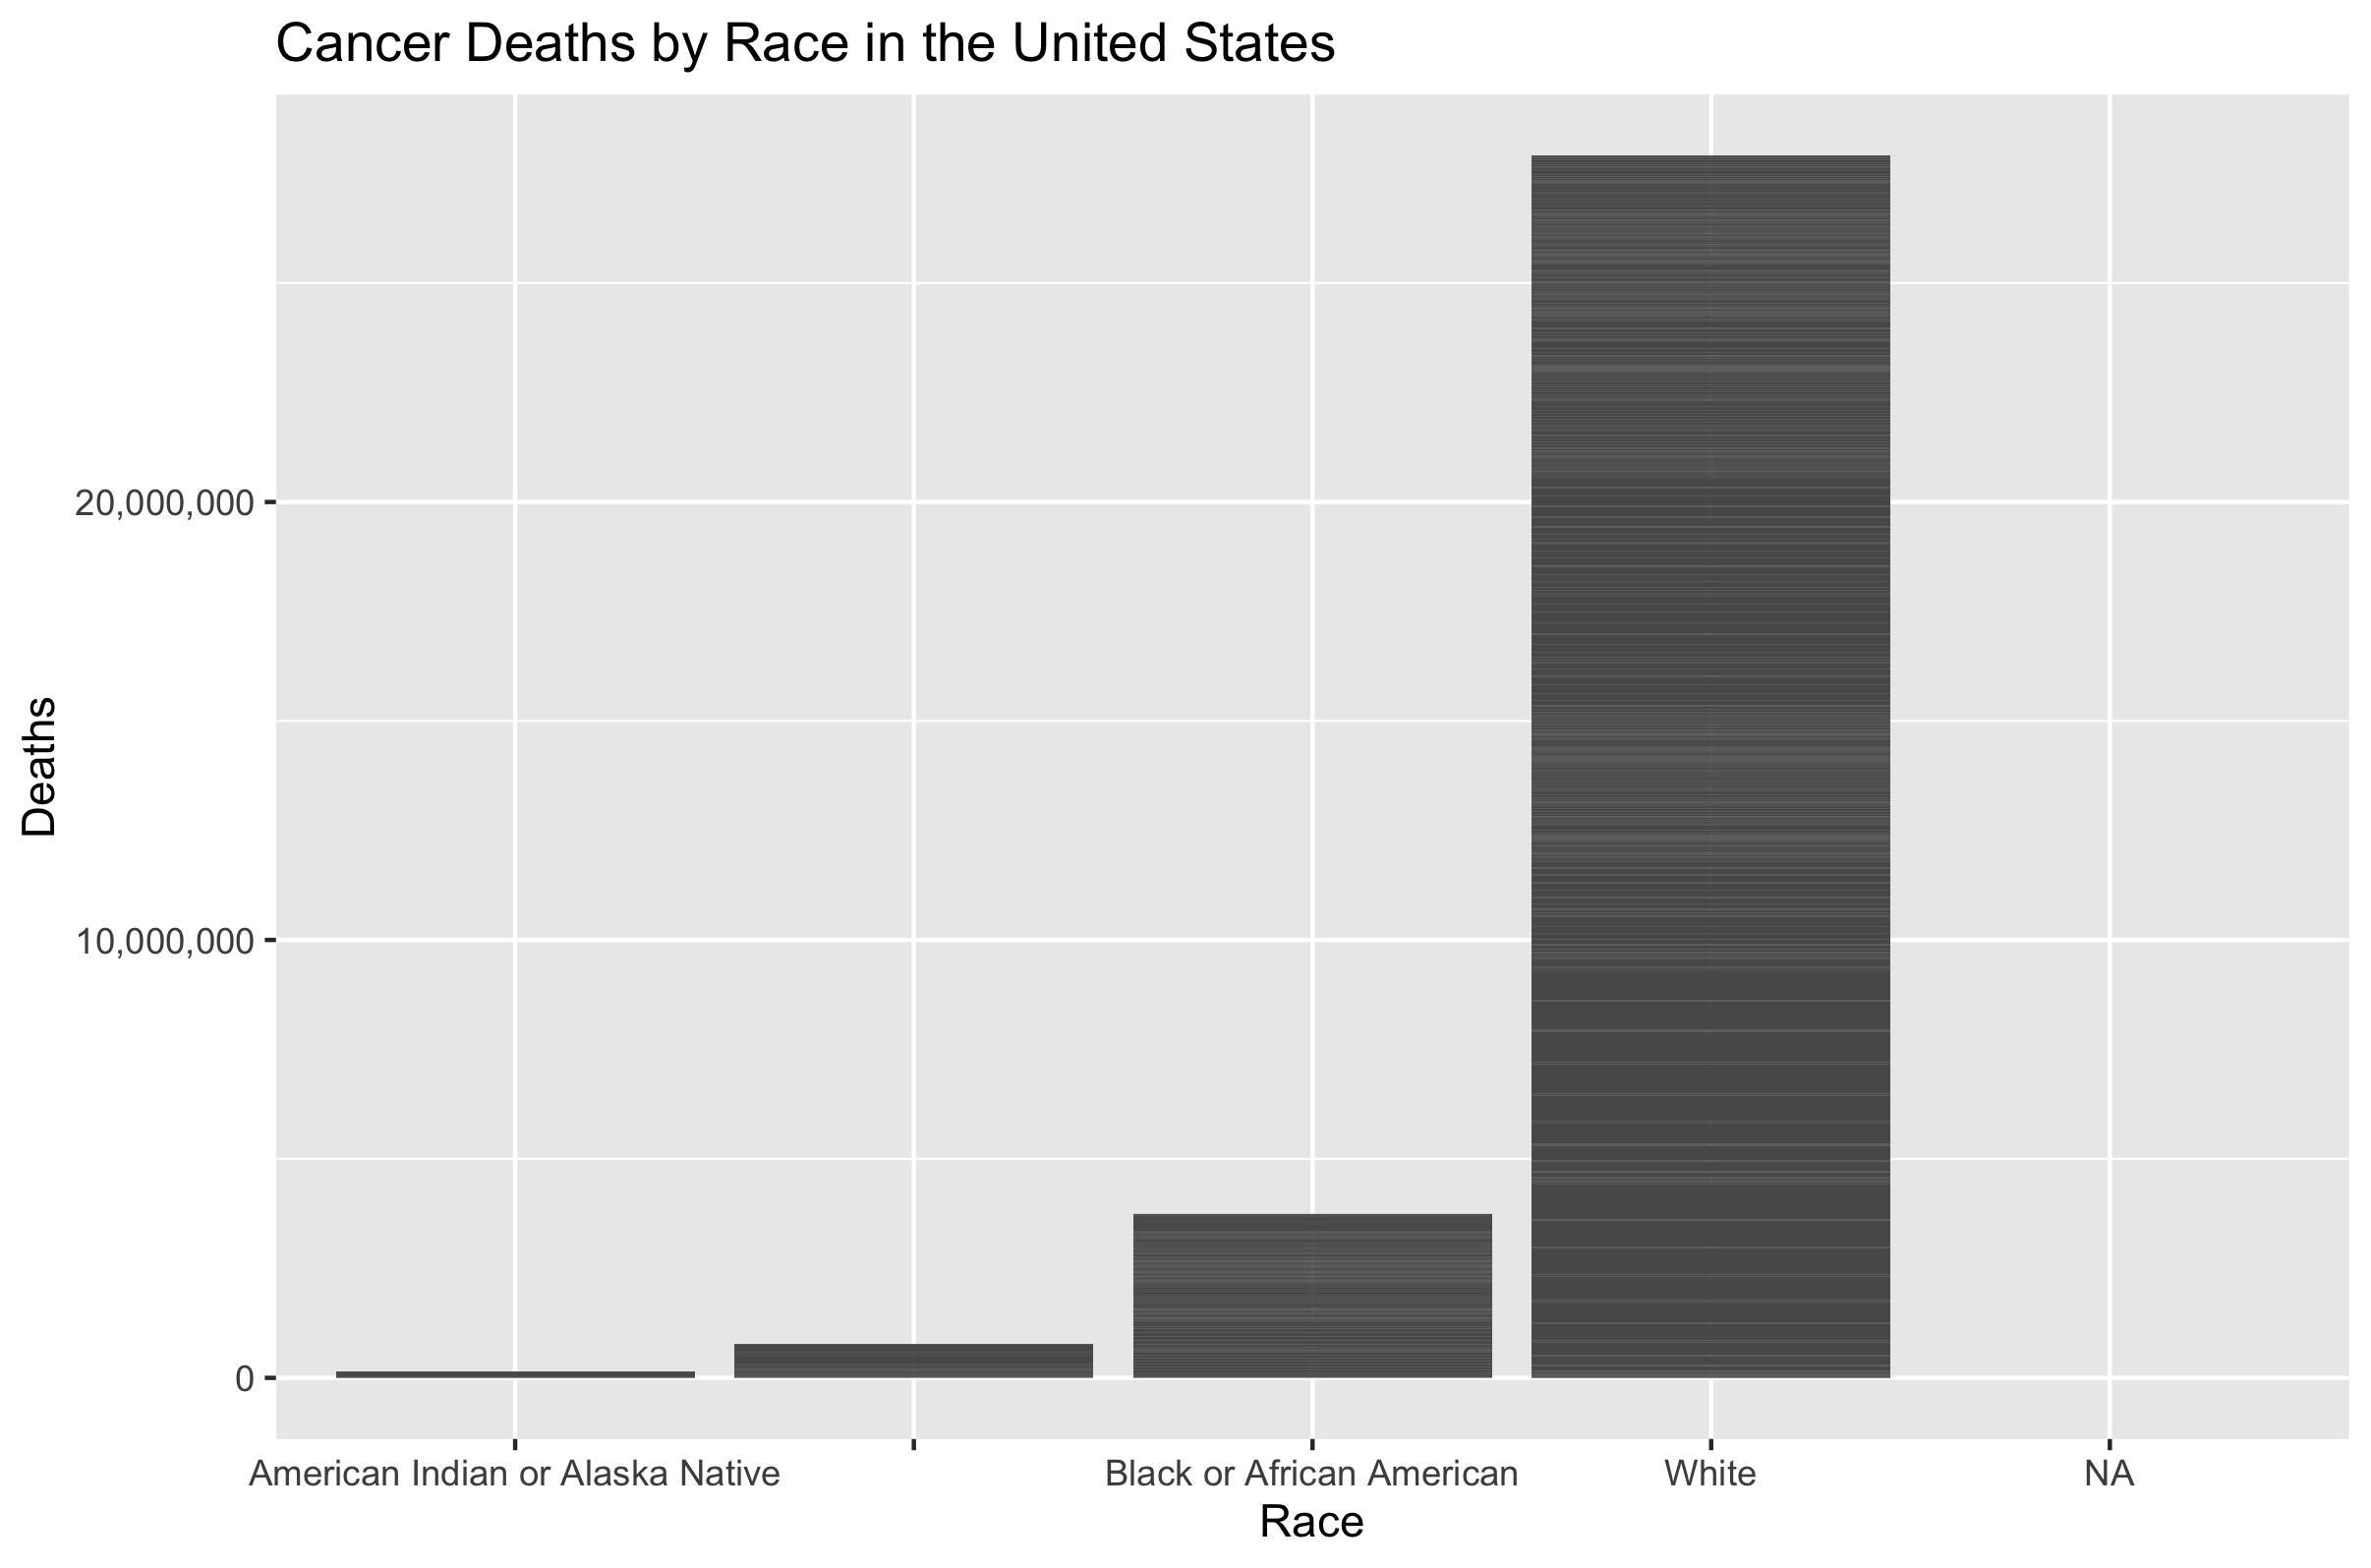 Cancer Deaths by Race in the United States
Deaths
20,000,000
10,000,000
0
American Indian or Alaska Native
Black or African American
White
NA
Race